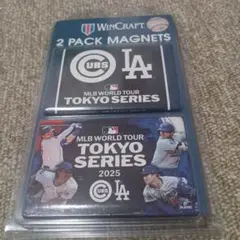 WINCRAFT
2 PACK MAGNETS
CUBS LA
MLB WORLD TOUR
TOKYO SERIES
MLB WORLD TOUR
TOKYO
SERIES
2025
CUBS LA